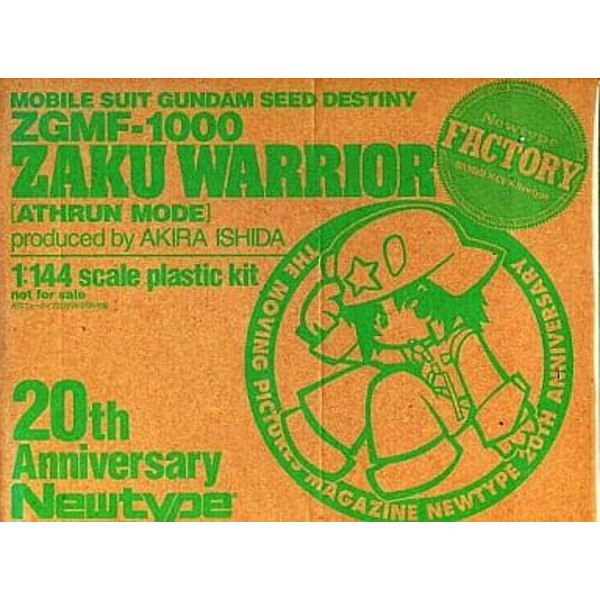 MOBILE SUIT GUNDAM SEED DESTINY
ZGMF-1000
ZAKU WARRIOR
[ATHRUN MODE]
produced by AKIRA ISHIDA
1:144 scale plastic kit
not for sale
Newtype
FACTORY
THE MOVING PICTURES MAGAZINE NEWTYPE 20TH ANNIVERSARY
20th
Anniversary
Newtype